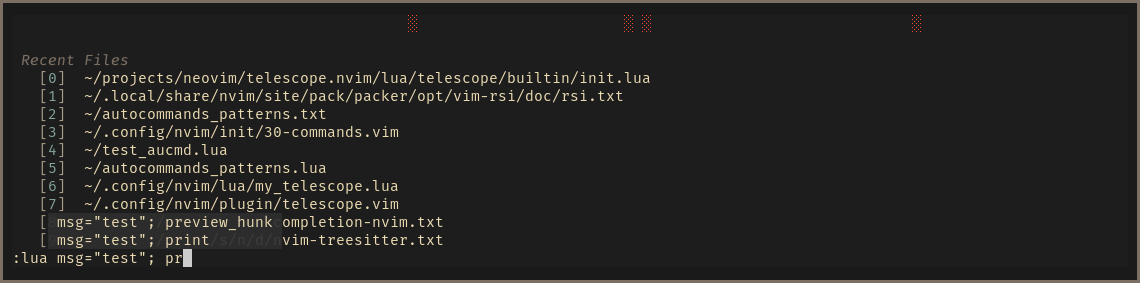 Recent Files
[0] ~/projects/neovim/telescope.nvim/lua/telescope/builtin/init.lua
[1] ~/.local/share/nvim/site/pack/packer/opt/vim-rsi/doc/rsi.txt
[2] ~/autocommands_patterns.txt
[3] ~/.config/nvim/init/30-commands.vim
[4] ~/test_aucmd.lua
[5] ~/autocommands_patterns.lua
[6] ~/.config/nvim/lua/my_telescope.lua
[7] ~/.config/nvim/plugin/telescope.vim
[ msg="test"; preview_hunk ompletion-nvim.txt
[ msg="test"; print /s/n/d/nvim-treesitter.txt
:lua msg="test"; pr